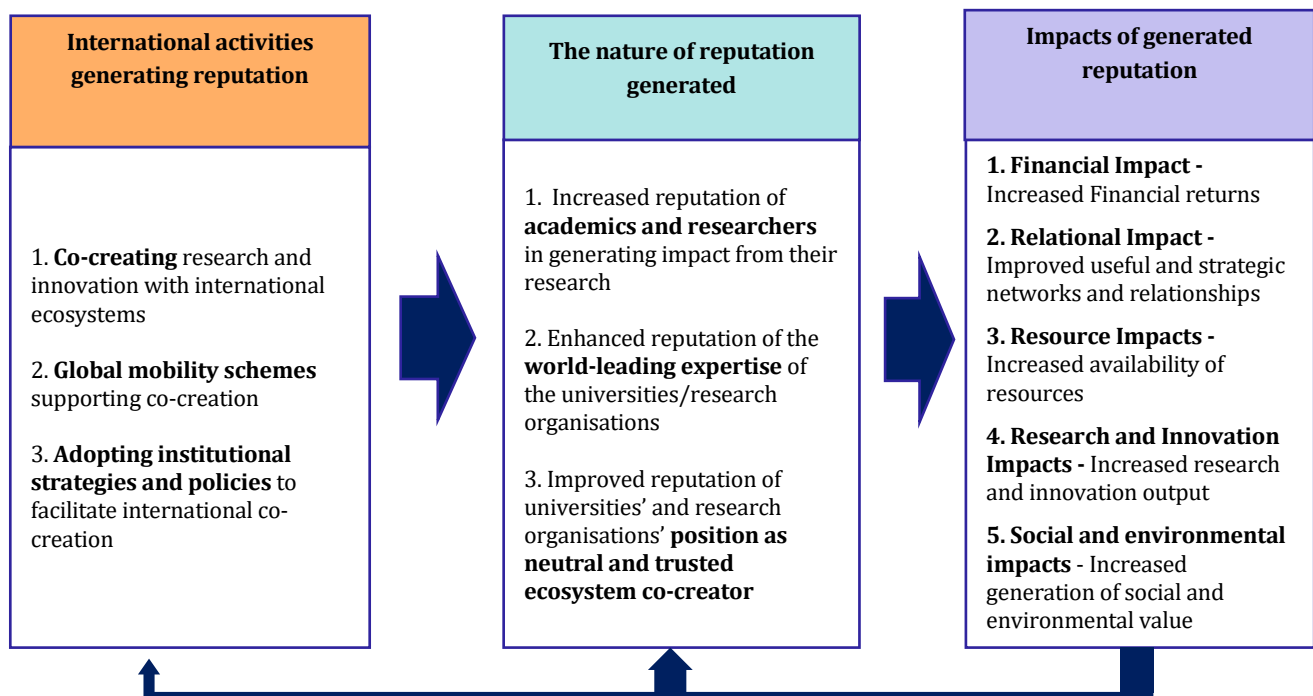 International activities
generating reputation
1. Co-creating research and
innovation with international
ecosystems
2. Global mobility schemes
supporting co-creation
3. Adopting institutional
strategies and policies to
facilitate international co-
creation
The nature of reputation
generated
1. Increased reputation of
academics and researchers
in generating impact from their
research
2. Enhanced reputation of the
world-leading expertise of
the universities/research
organisations
3. Improved reputation of
universities’ and research
organisations’ position as
neutral and trusted
ecosystem co-creator
Impacts of generated
reputation
1. Financial Impact -
Increased Financial returns
2. Relational Impact -
Improved useful and strategic
networks and relationships
3. Resource Impacts -
Increased availability of
resources
4. Research and Innovation
Impacts - Increased research
and innovation output
5. Social and environmental
impacts - Increased
generation of social and
environmental value